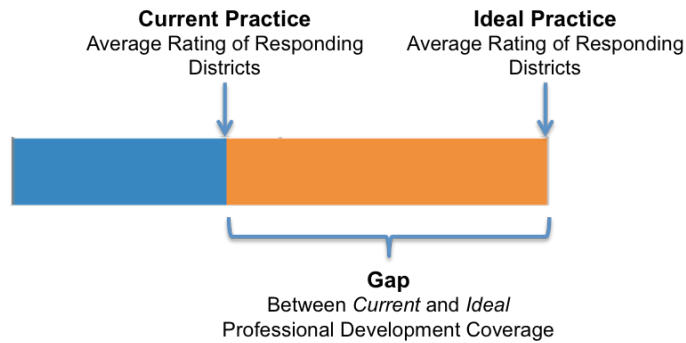 Current Practice
Average Rating of Responding
Districts
Ideal Practice
Average Rating of Responding
Districts
Gap
Between Current and Ideal
Professional Development Coverage